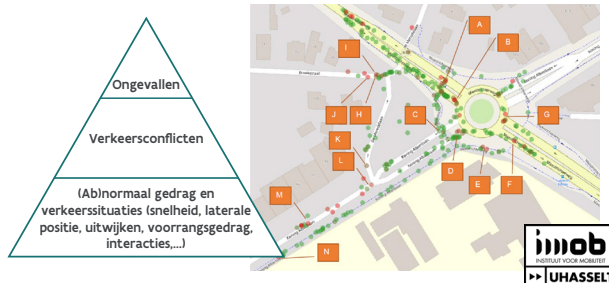 Ongevallen
Verkeersconflicten
(Ab)normaal gedrag en
verkeerssituaties (snelheid, laterale
positie, uitwijken, voorrangsgedrag,
interacties,...)
A
B
I
J
H
C
G
K
L
D
E
F
M
N
imob
INSTITUUT VOOR MOBILITEIT
▸▸ UHASSELT